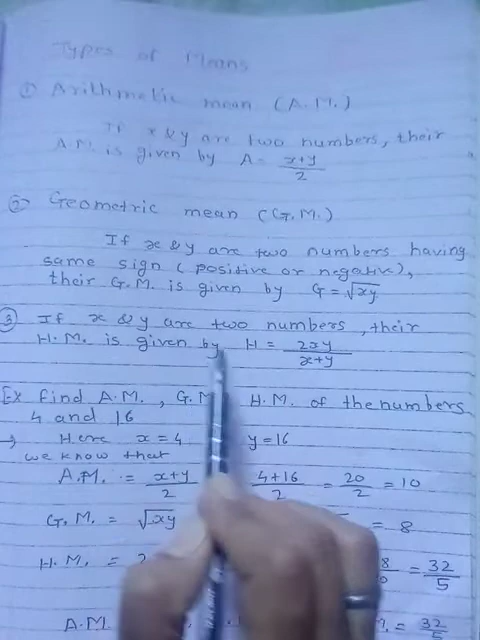 Types of Means
① Arithmetic mean (A.M.)
If x & y are two numbers, their
A.M. is given by A = x+y/2
② Geometric mean (G.M.)
If x & y are two numbers having
same sign (positive or negative),
their G.M. is given by G = √xy
③ If x & y are two numbers, their
H.M. is given by H = 2xy/x+y
Ex Find A.M., G.M H.M. of the numbers
4 and 16
→ Here x = 4 y = 16
we know that
A.M. = x+y/2 4+16/2 = 20/2 = 10
G.M. = √xy = 8
H.M. = 2 = 32/5
A.M = 32/5